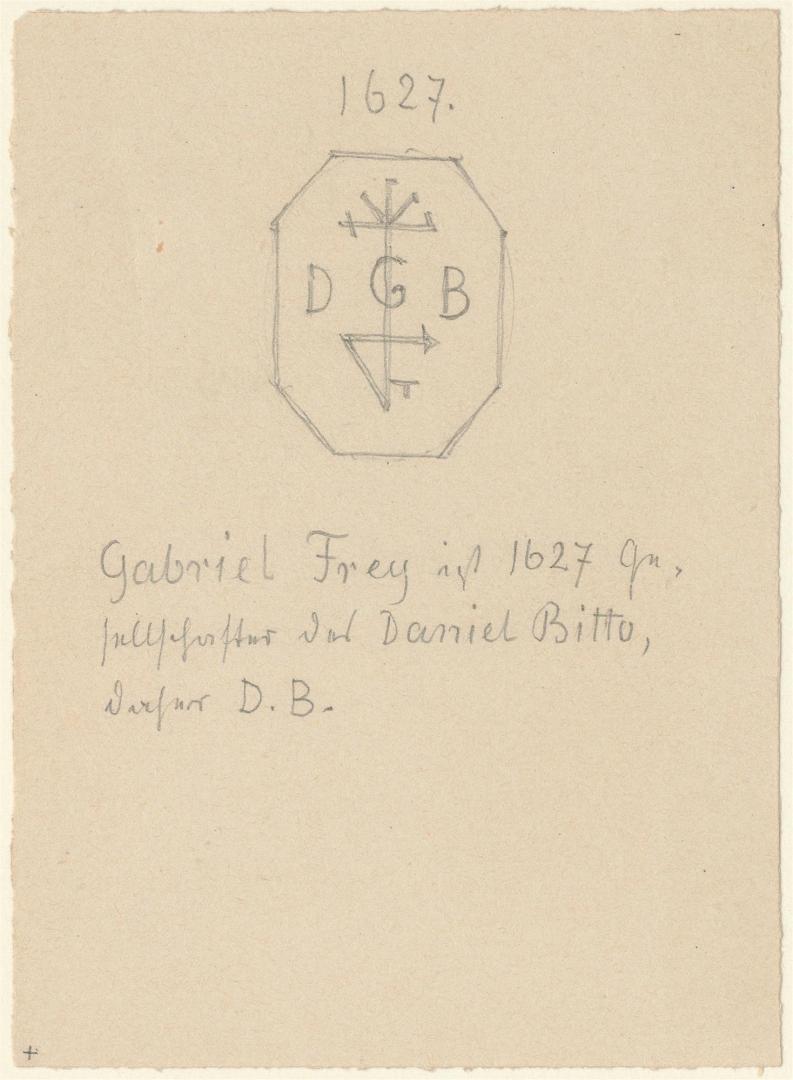 1627.
D G B
Gabriel Frey ist 1627 Ge-
sellschafter des Daniel Bitto,
daher D.B.